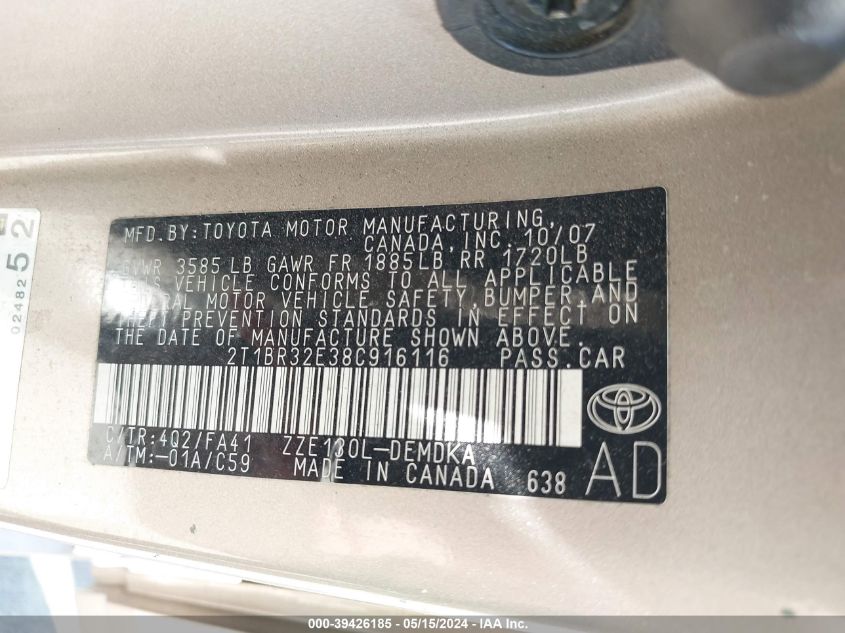 MFD.BY:TOYOTA MOTOR MANUFACTURING,
CANADA,INC. 10/07
GVWR 3585 LB GAWR FR 1885LB RR 1720LB
THIS VEHICLE CONFORMS TO ALL APPLICABLE
FEDERAL MOTOR VEHICLE SAFETY,BUMPER,AND
THEFT PREVENTION STANDARDS IN EFFECT ON
THE DATE OF MANUFACTURE SHOWN ABOVE.
2T1BR32E38C916116 PASS.CAR
C/TR:4Q2/FA41 ZZE130L-DEMDKA
A/TM:-01A/C59 MADE IN CANADA 638
AD
02482
52
000-39426185 - 05/15/2024 - IAA Inc.